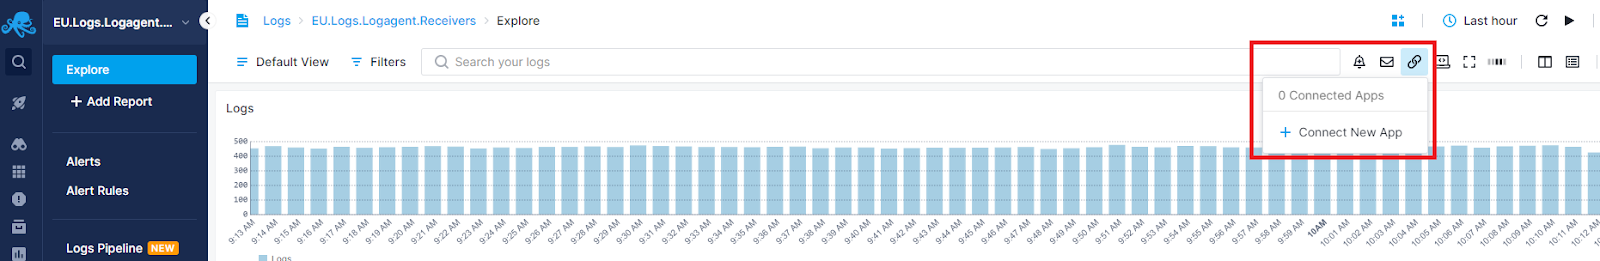 EU.Logs.Logagent....
Logs > EU.Logs.Logagent.Receivers > Explore
Last hour
Explore
+ Add Report
Alerts
Alert Rules
Logs Pipeline NEW
Default View
Filters
Search your logs
0 Connected Apps
+ Connect New App
Logs
500
400
300
200
100
0
9:13 AM 9:14 AM 9:15 AM 9:16 AM 9:17 AM 9:18 AM 9:19 AM 9:20 AM 9:21 AM 9:22 AM 9:23 AM 9:24 AM 9:25 AM 9:26 AM 9:27 AM 9:28 AM 9:29 AM 9:30 AM 9:31 AM 9:32 AM 9:33 AM 9:34 AM 9:35 AM 9:36 AM 9:37 AM 9:38 AM 9:39 AM 9:40 AM 9:41 AM 9:42 AM 9:43 AM 9:44 AM 9:45 AM 9:46 AM 9:47 AM 9:48 AM 9:49 AM 9:50 AM 9:51 AM 9:52 AM 9:53 AM 9:54 AM 9:55 AM 9:56 AM 9:57 AM 9:58 AM 9:59 AM 10AM 10:01 AM 10:02 AM 10:03 AM 10:04 AM 10:05 AM 10:06 AM 10:07 AM 10:08 AM 10:09 AM 10:10 AM 10:11 AM 10:12 AM
Logs